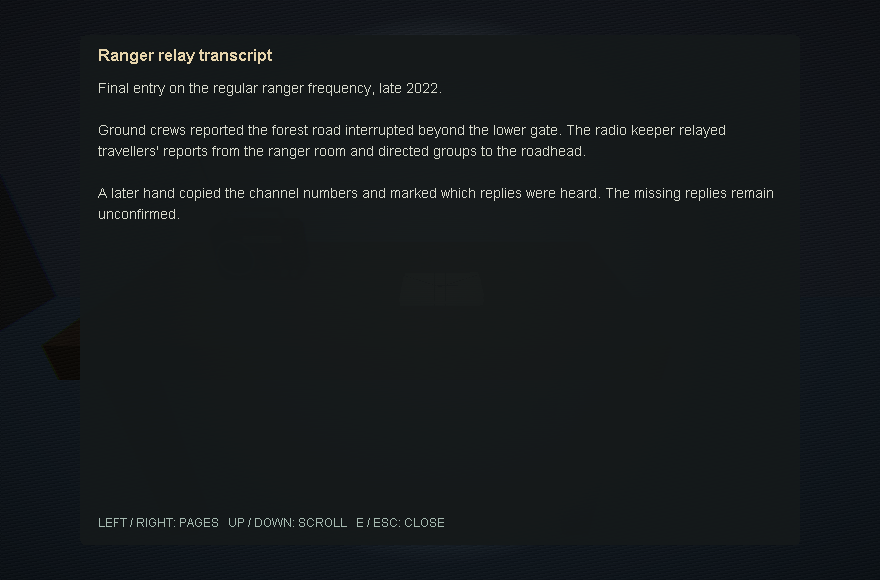 Ranger relay transcript
Final entry on the regular ranger frequency, late 2022.
Ground crews reported the forest road interrupted beyond the lower gate. The radio keeper relayed
travellers' reports from the ranger room and directed groups to the roadhead.
A later hand copied the channel numbers and marked which replies were heard. The missing replies remain
unconfirmed.
LEFT / RIGHT: PAGES UP / DOWN: SCROLL E / ESC: CLOSE